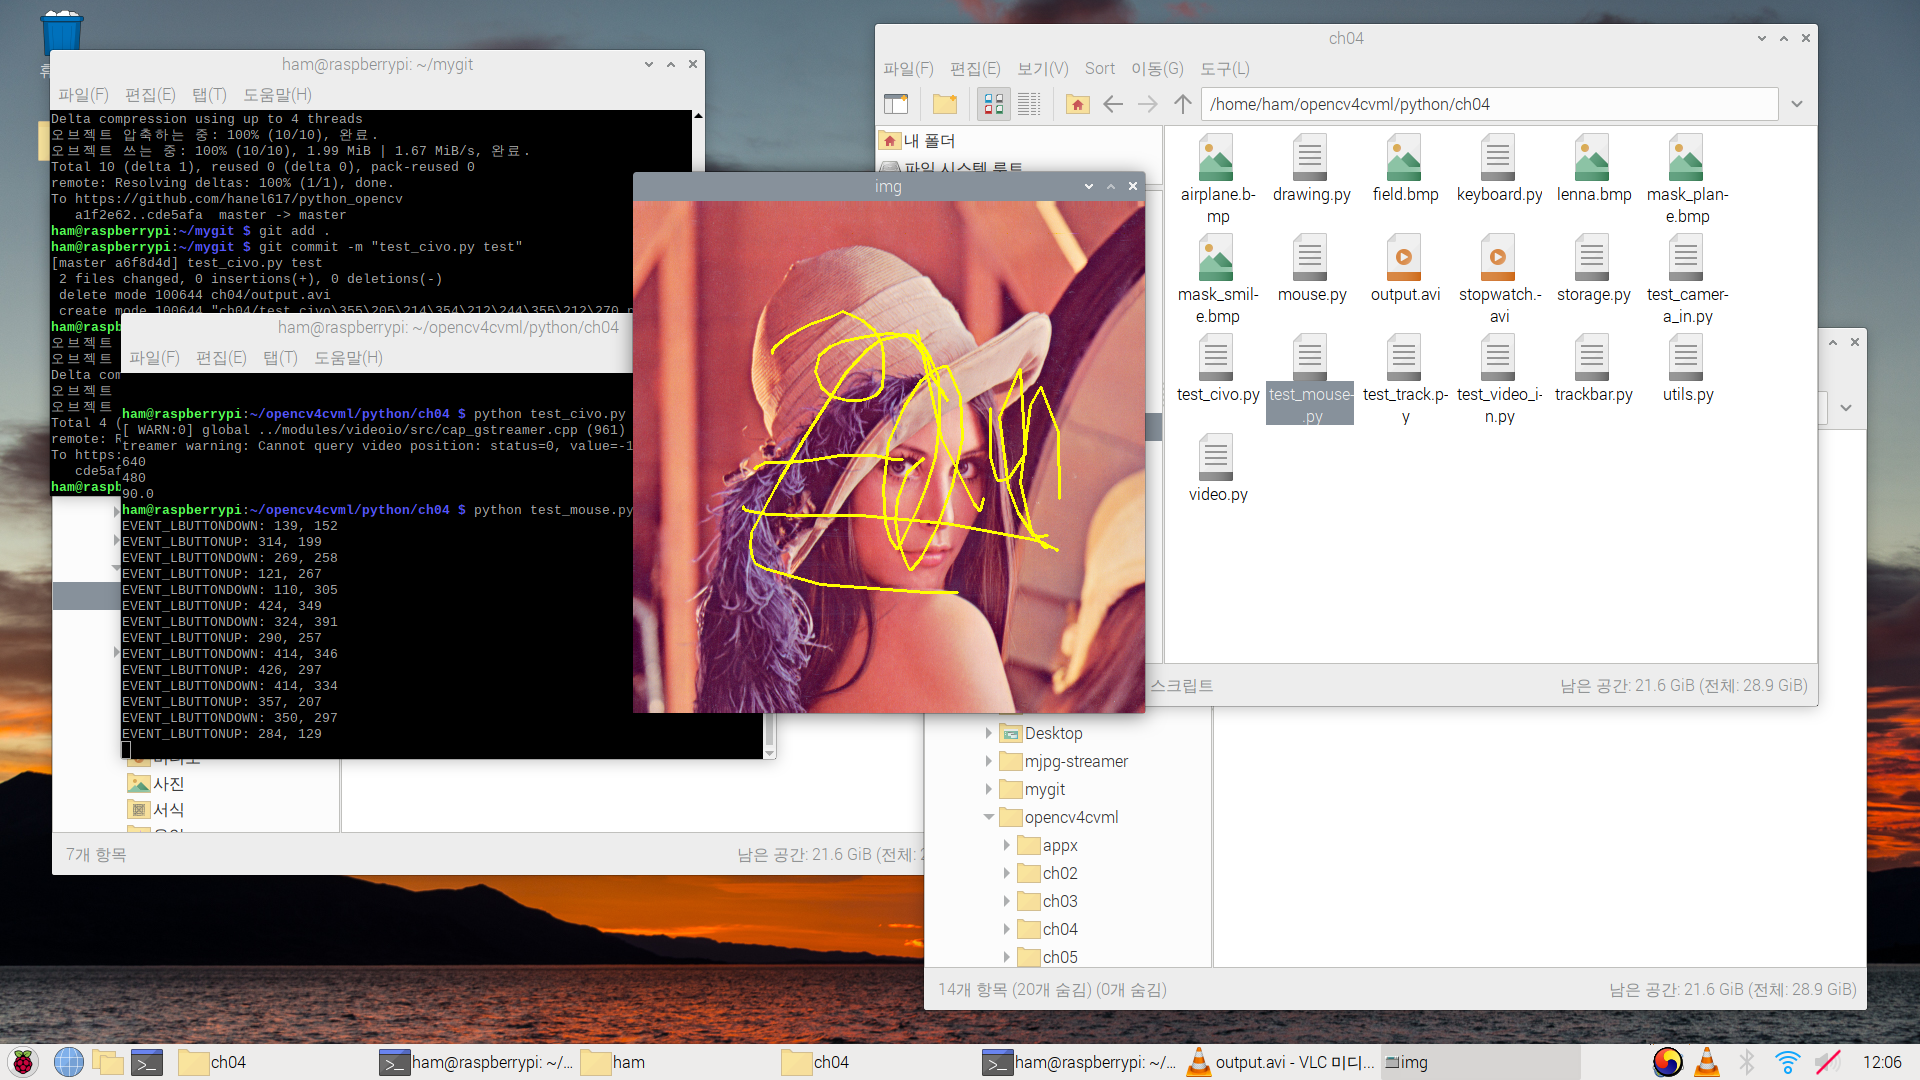 ham@raspberrypi: ~/mygit
파일(F) 편집(E) 탭(T) 도움말(H)
Delta compression using up to 4 threads
오브젝트 압축하는 중: 100% (10/10), 완료.
오브젝트 쓰는 중: 100% (10/10), 1.99 MiB | 1.67 MiB/s, 완료.
Total 10 (delta 1), reused 0 (delta 0), pack-reused 0
remote: Resolving deltas: 100% (1/1), done.
To https://github.com/hanel617/python_opencv
a1f2e62..cde5afa master -> master
ham@raspberrypi:~/mygit $ git add .
ham@raspberrypi:~/mygit $ git commit -m "test_civo.py test"
[master a6f8d4d] test_civo.py test
2 files changed, 0 insertions(+), 0 deletions(-)
delete mode 100644 ch04/output.avi
create mode 100644 "ch04/test_civo\355\205\214\354\212\244\355\212\270
오브젝트
오브젝트
Delta
오브젝트
오브젝트
Total 4
remote:
To
ham@raspberrypi: ~/opencv4cvml/python/ch04
파일(F) 편집(E) 탭(T) 도움말(H)
ham@raspberrypi:~/opencv4cvml/python/ch04 $ python test_civo.py
[ WARN:0] global ../modules/videoio/src/cap_gstreamer.cpp (961)
treamer warning: Cannot query video position: status=0, value=-1
640
480
90.0
ham@raspberrypi:~/opencv4cvml/python/ch04 $ python test_mouse.py
EVENT_LBUTTONDOWN: 139, 152
EVENT_LBUTTONUP: 314, 199
EVENT_LBUTTONDOWN: 269, 258
EVENT_LBUTTONUP: 121, 267
EVENT_LBUTTONDOWN: 110, 305
EVENT_LBUTTONUP: 424, 349
EVENT_LBUTTONDOWN: 324, 391
EVENT_LBUTTONUP: 290, 257
EVENT_LBUTTONDOWN: 414, 346
EVENT_LBUTTONUP: 426, 297
EVENT_LBUTTONDOWN: 414, 334
EVENT_LBUTTONUP: 357, 207
EVENT_LBUTTONDOWN: 350, 297
EVENT_LBUTTONUP: 284, 129
사진
서식
7개 항목 남은 공간: 21.6 GiB (전체:
img
ch04
파일(F) 편집(E) 보기(V) Sort 이동(G) 도구(L)
/home/ham/opencv4cvml/python/ch04
내 폴더
파일 시스템 루트
airplane.b-
mp
drawing.py
field.bmp
keyboard.py
lenna.bmp
mask_plan-
e.bmp
mask_smil-
e.bmp
mouse.py
output.avi
stopwatch.-
avi
storage.py
test_camer-
a_in.py
test_civo.py
test_mouse-
.py
test_track.p-
y
test_video_i-
n.py
trackbar.py
utils.py
video.py
스크립트 남은 공간: 21.6 GiB (전체: 28.9 GiB)
Desktop
mjpg-streamer
mygit
opencv4cvml
appx
ch02
ch03
ch04
ch05
14개 항목 (20개 숨김) (0개 숨김) 남은 공간: 21.6 GiB (전체: 28.9 GiB)
ch04 ham@raspberrypi: ~/... ham ch04 ham@raspberrypi: ~/... output.avi - VLC 미디... img 12:06